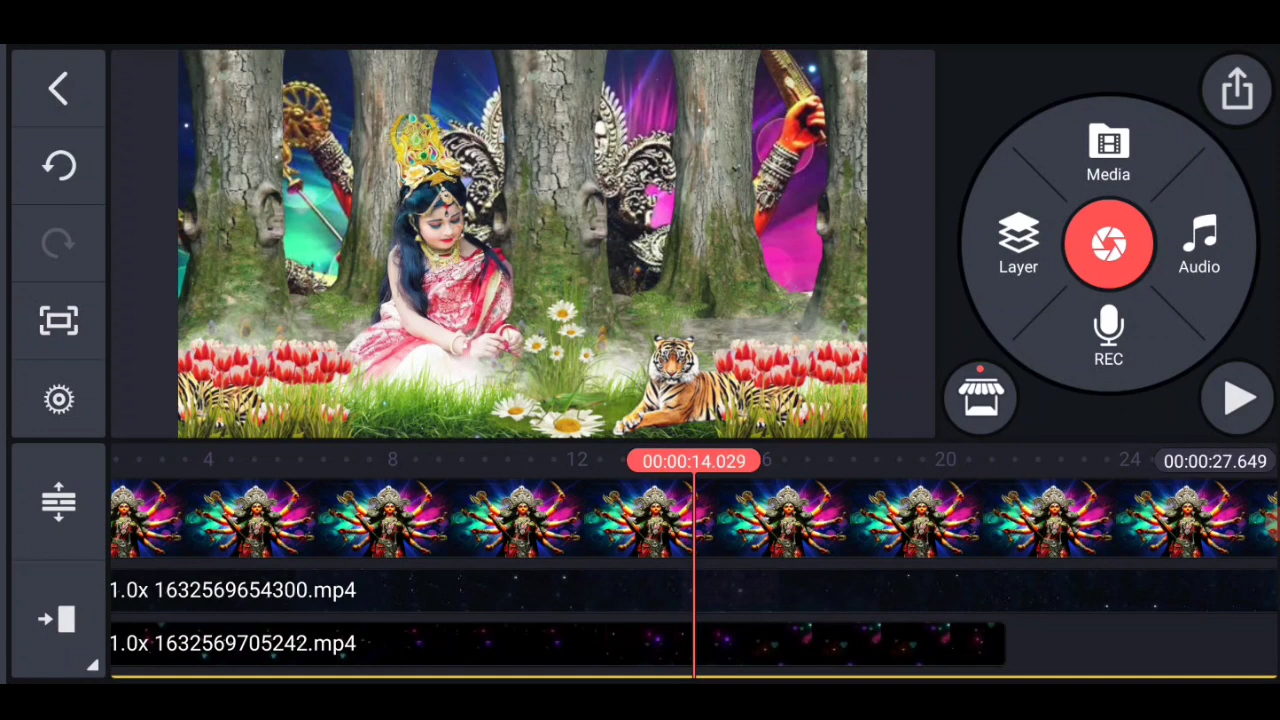 Media
Layer
Audio
REC
4
8
12
00:00:14.029
6
20
24
00:00:27.649
1.0x 1632569654300.mp4
1.0x 1632569705242.mp4